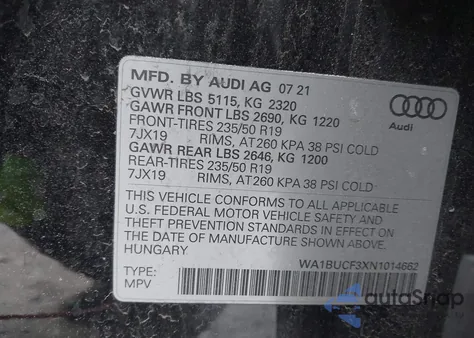 MFD. BY AUDI AG 07 21
GVWR LBS 5115, KG 2320
GAWR FRONT LBS 2690, KG 1220
FRONT-TIRES 235/50 R19
7JX19 RIMS, AT260 KPA 38 PSI COLD
GAWR REAR LBS 2646, KG 1200
REAR-TIRES 235/50 R19
7JX19 RIMS, AT260 KPA 38 PSI COLD
Audi
THIS VEHICLE CONFORMS TO ALL APPLICABLE
U.S. FEDERAL MOTOR VEHICLE SAFETY AND
THEFT PREVENTION STANDARDS IN EFFECT ON
THE DATE OF MANUFACTURE SHOWN ABOVE.
HUNGARY
WA1BUCF3XN1014662
TYPE:
MPV
autoSnap